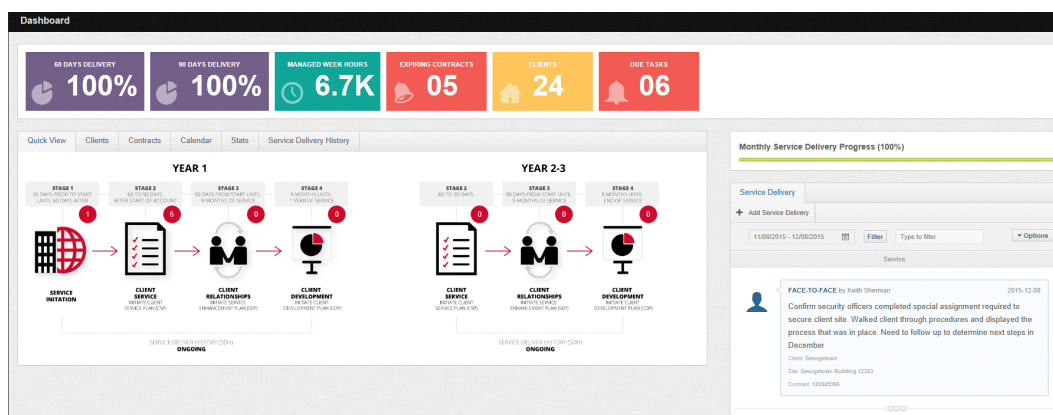 Dashboard
60 DAYS DELIVERY
100%
90 DAYS DELIVERY
100%
MANAGED WEEK HOURS
6.7K
EXPIRING CONTRACTS
05
CLIENTS
24
DUE TASKS
06
Quick View Clients Contracts Calendar Stats Service Delivery History
YEAR 1
STAGE 1
30 DAYS PRIOR TO START
UNTIL 60 DAYS AFTER
1
SERVICE
INITIATION
STAGE 2
60 TO 90 DAYS
AFTER START OF ACCOUNT
6
CLIENT
SERVICE
INITIATE CLIENT
SERVICE PLAN (CSP)
STAGE 3
90 DAYS FROM START UNTIL
9 MONTHS OF SERVICE
0
CLIENT
RELATIONSHIPS
INITIATE SERVICE
ENHANCEMENT PLAN (SEP)
STAGE 4
9 MONTHS UNTIL
1 YEAR OF SERVICE
0
CLIENT
DEVELOPMENT
INITIATE CLIENT
DEVELOPMENT PLAN (CDP)
SERVICE DELIVER HISTORY (SDH)
ONGOING
YEAR 2-3
STAGE 2
60 TO 90 DAYS
0
CLIENT
SERVICE
INITIATE CLIENT
SERVICE PLAN (CSP)
STAGE 3
90 DAYS FROM START UNTIL
9 MONTHS OF SERVICE
0
CLIENT
RELATIONSHIPS
INITIATE SERVICE
ENHANCEMENT PLAN (SEP)
STAGE 4
9 MONTHS UNTIL
END OF SERVICE
0
CLIENT
DEVELOPMENT
INITIATE CLIENT
DEVELOPMENT PLAN (CDP)
SERVICE DELIVER HISTORY (SDH)
ONGOING
Monthly Service Delivery Progress (100%)
Service Delivery
Add Service Delivery
11/08/2015 - 12/08/2015 Filter Type to filter Options
Service
FACE-TO-FACE by Keith Sherman 2015-12-08
Confirm security officers completed special assignment required to
secure client site. Walked client through procedures and displayed the
process that was in place. Need to follow up to determine next steps in
December
Client: Georgetown
Site: Georgetown Building 13343
Contract: 123445566